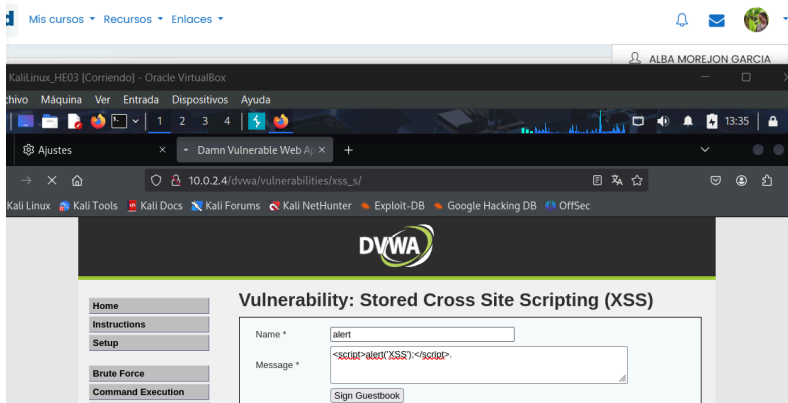 Mis cursos Recursos Enlaces
ALBA MOREJON GARCIA
KaliLinux_HE03 [Corriendo] - Oracle VirtualBox
Máquina Ver Entrada Dispositivos Ayuda
1 2 3 4 13:35
Ajustes Damn Vulnerable Web Ap
10.0.2.4/dvwa/vulnerabilities/xss_s/
Kali Linux Kali Tools Kali Docs Kali Forums Kali NetHunter Exploit-DB Google Hacking DB OffSec
DVWA
Vulnerability: Stored Cross Site Scripting (XSS)
Home
Instructions
Setup
Brute Force
Command Execution
Name * alert
Message * <script>alert('XSS');</script>.
Sign Guestbook